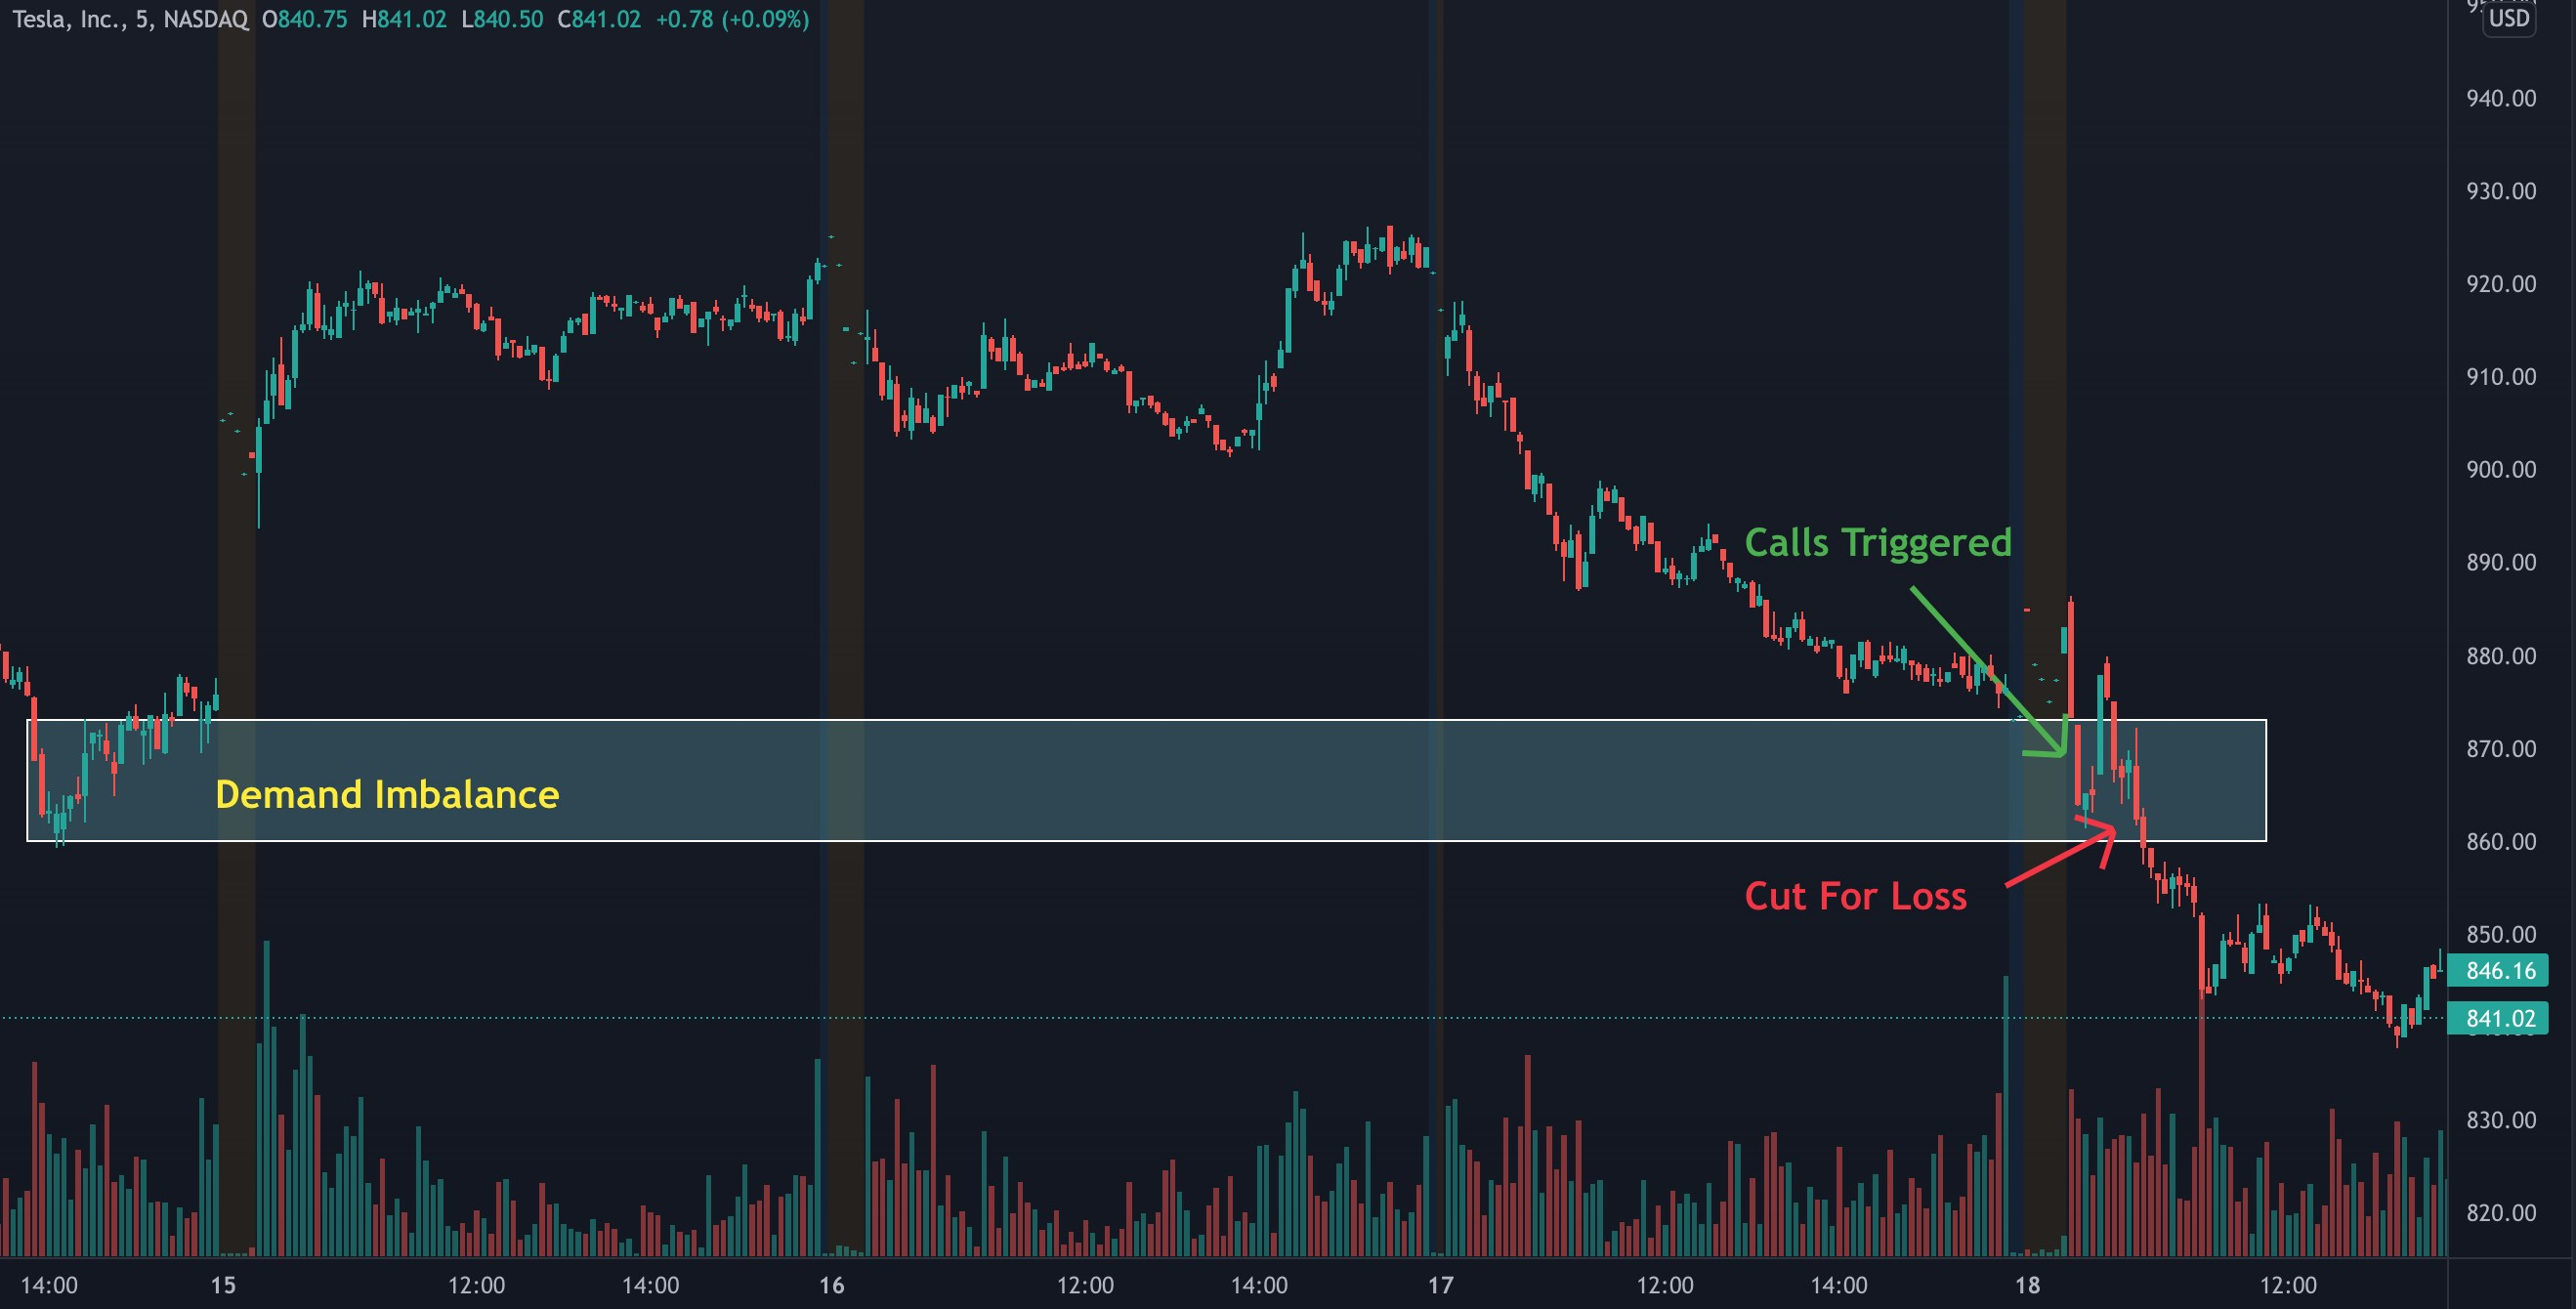 Tesla, Inc., 5, NASDAQ O840.75 H841.02 L840.50 C841.02 +0.78 (+0.09%)
USD
940.00
930.00
920.00
910.00
900.00
Calls Triggered
890.00
880.00
870.00
Demand Imbalance
860.00
Cut For Loss
850.00
846.16
841.02
830.00
820.00
14:00 15 12:00 14:00 16 12:00 14:00 17 12:00 14:00 18 12:00